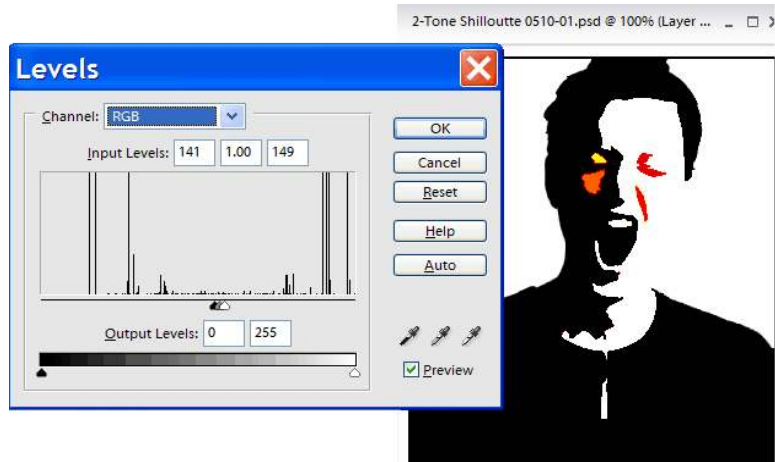 2-Tone Shilloutte 0510-01.psd @ 100% (Layer ...
Levels
Channel: RGB
Input Levels: 141 1.00 149
Output Levels: 0 255
OK
Cancel
Reset
Help
Auto
Preview